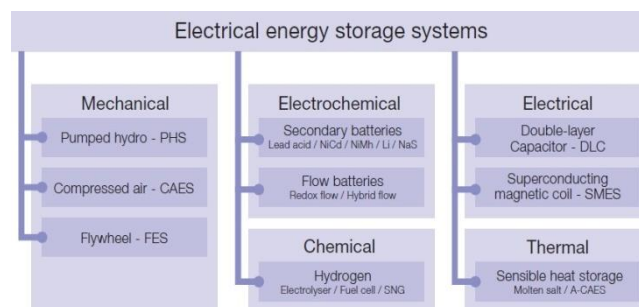 Electrical energy storage systems
Mechanical
Pumped hydro - PHS
Compressed air - CAES
Flywheel - FES
Electrochemical
Secondary batteries
Lead acid / NiCd / NiMh / Li / NaS
Flow batteries
Redox flow / Hybrid flow
Chemical
Hydrogen
Electrolyser / Fuel cell / SNG
Electrical
Double-layer
Capacitor - DLC
Superconducting
magnetic coil - SMES
Thermal
Sensible heat storage
Molten salt / A-CAES